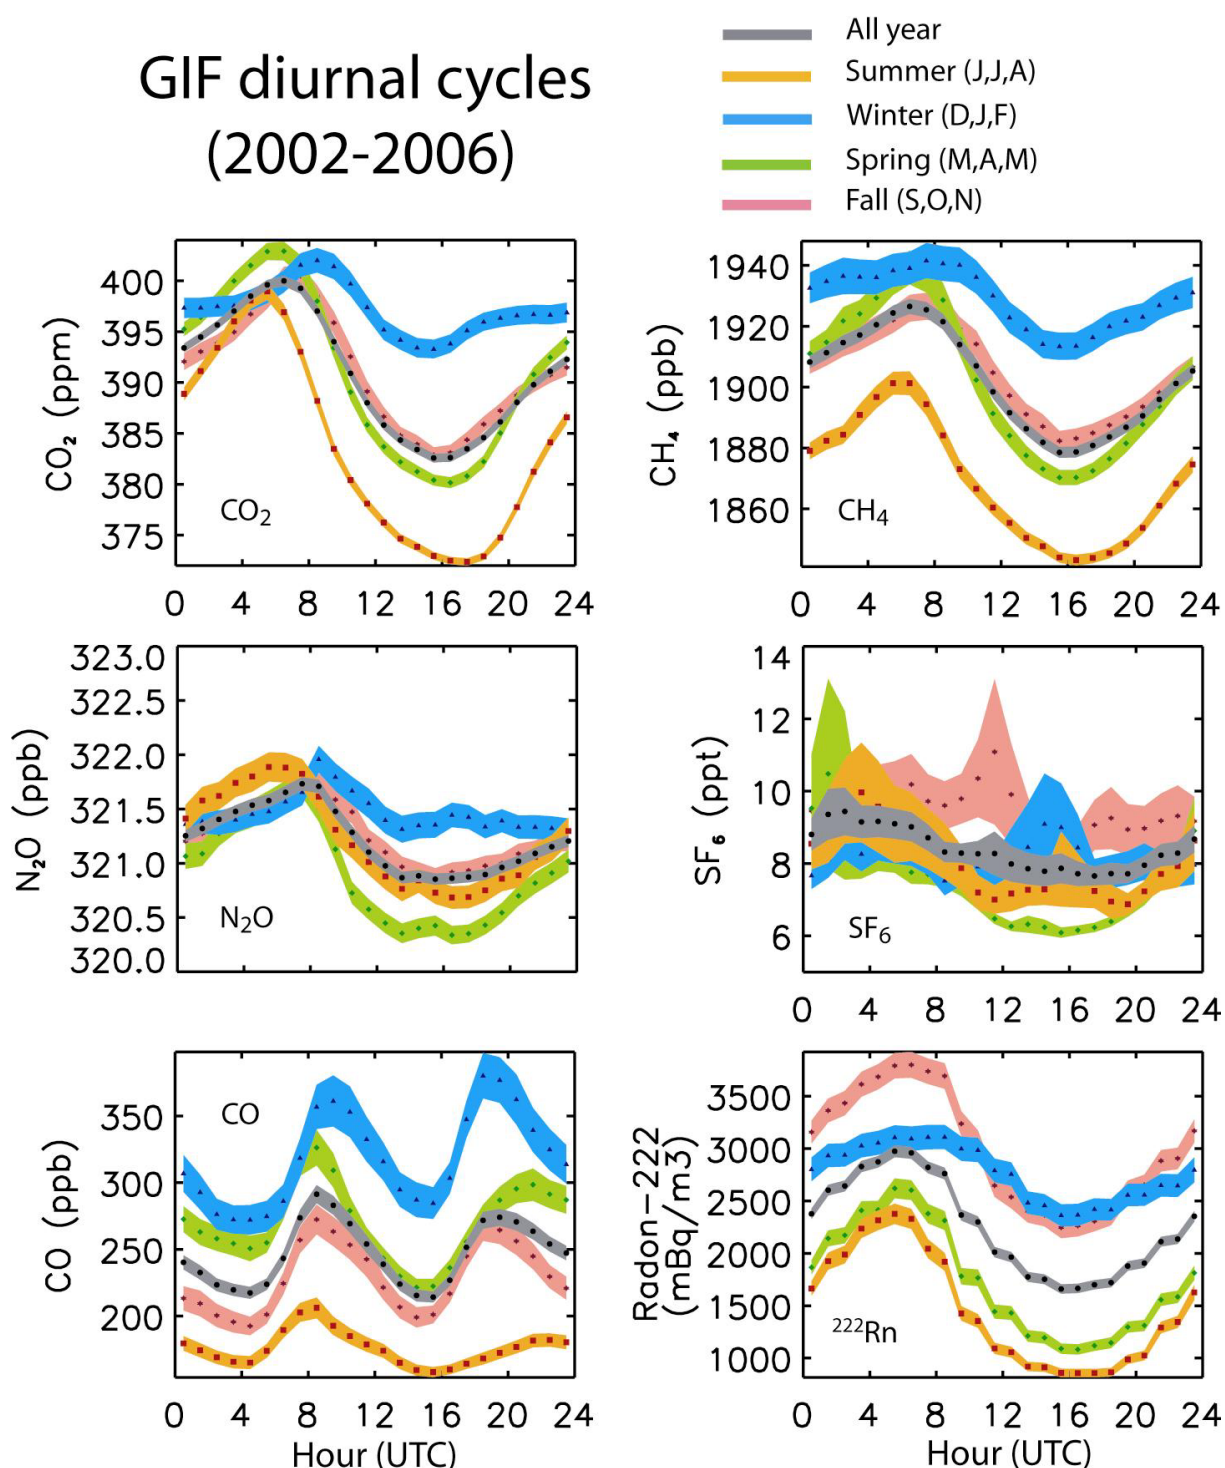 GIF diurnal cycles
(2002-2006)
All year
Summer (J,J,A)
Winter (D,J,F)
Spring (M,A,M)
Fall (S,O,N)
CO₂ (ppm)
400
395
390
385
380
375
CO₂
0 4 8 12 16 20 24
CH₄ (ppb)
1940
1920
1900
1880
1860
CH₄
0 4 8 12 16 20 24
N₂O (ppb)
323.0
322.5
322.0
321.5
321.0
320.5
320.0
N₂O
SF₆ (ppt)
14
12
10
8
6
SF₆
0 4 8 12 16 20 24
CO (ppb)
350
300
250
200
CO
0 4 8 12 16 20 24
Hour (UTC)
Radon-222
(mBq/m3)
3500
3000
2500
2000
1500
1000
²²²Rn
0 4 8 12 16 20 24
Hour (UTC)